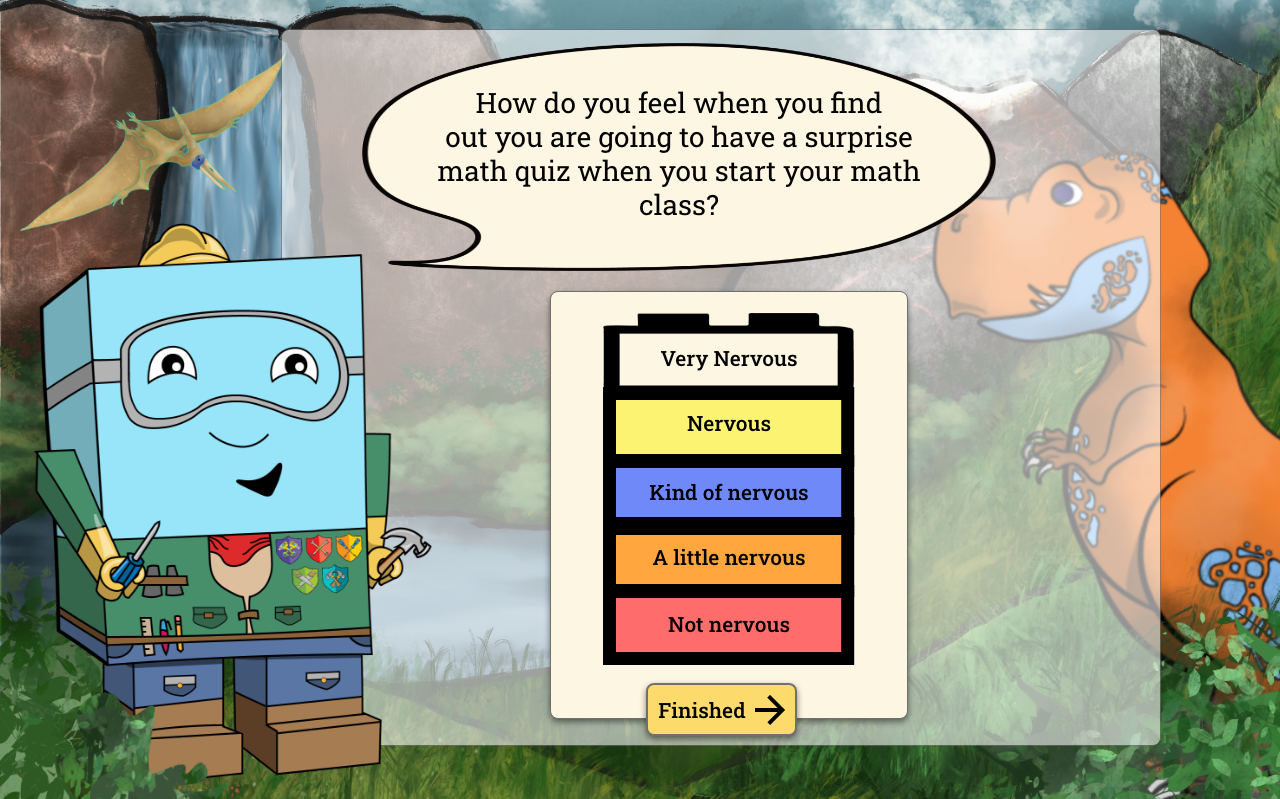 How do you feel when you find
out you are going to have a surprise
math quiz when you start your math
class?
Very Nervous
Nervous
Kind of nervous
A little nervous
Not nervous
Finished